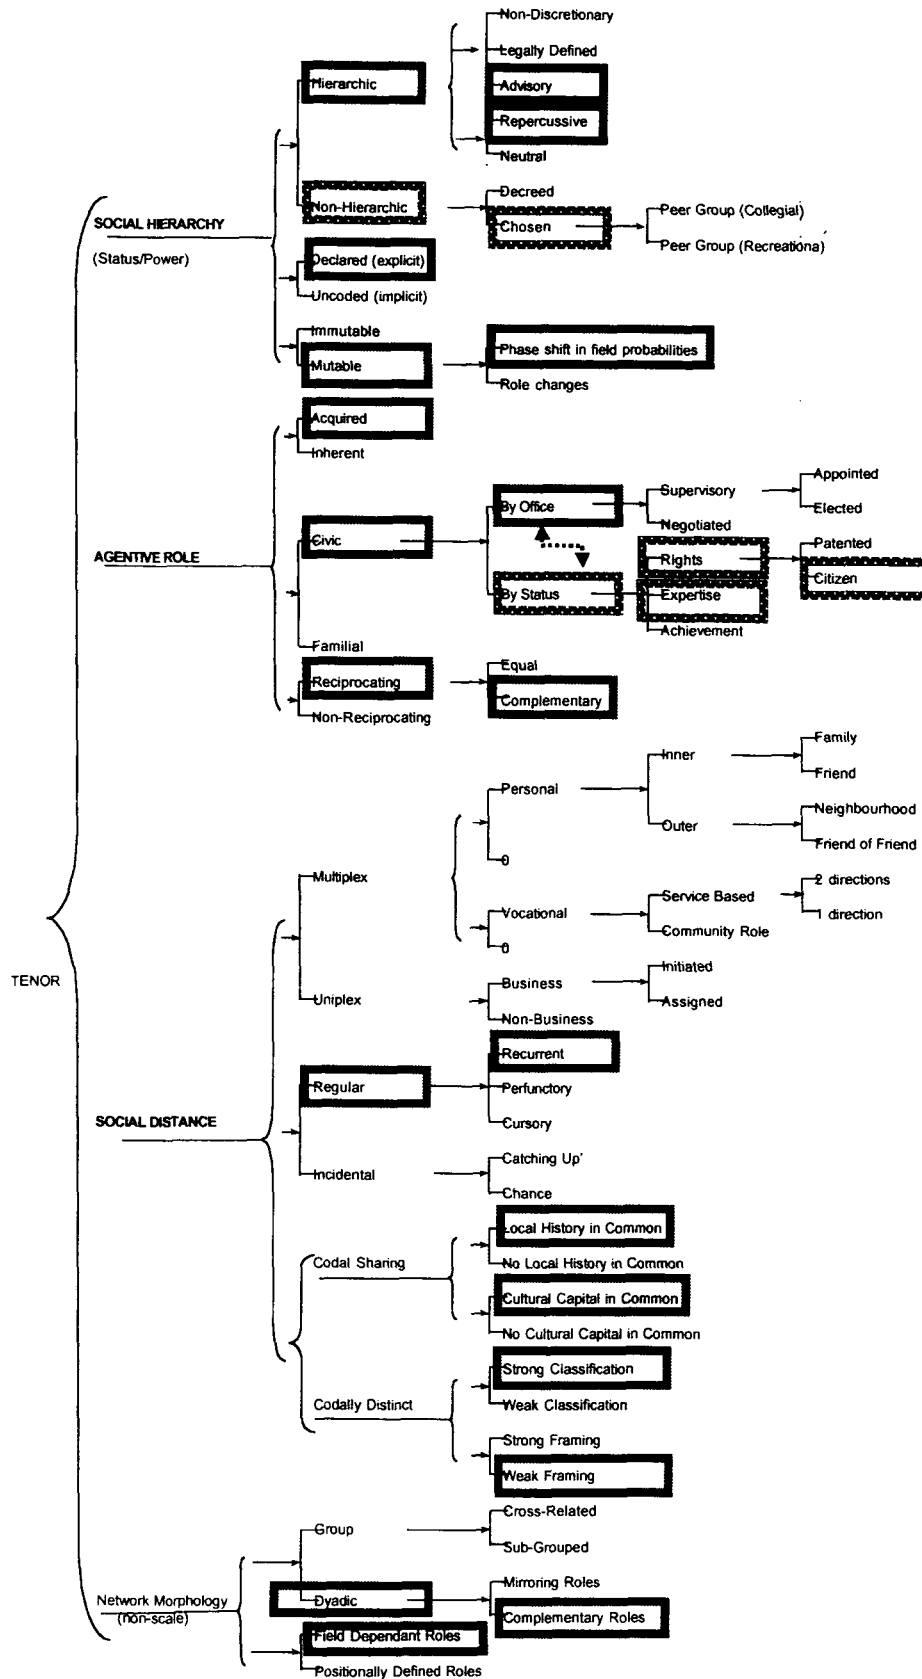 Non-Discretionary
Legally Defined
Hierarchic
Advisory
Repercussive
Neutral
Decreed
Non-Hierarchic
Peer Group (Collegial)
SOCIAL HIERARCHY
Chosen
Peer Group (Recreationa)
(Status/Power)
Declared (explicit)
Uncoded (implicit)
Immutable
Phase shift in field probabilities
Mutable
Role changes
Acquired
Inherent
Appointed
Supervisory
By Office
Elected
Negotiated
Civic
Patented
AGENTIVE ROLE
Rights
Citizen
By Status
Expertise
Achievement
Familial
Equal
Reciprocating
Complementary
Non-Reciprocating
Family
Inner
Friend
Personal
Neighbourhood
Outer
Friend of Friend
0
Multiplex
2 directions
Service Based
Vocational
1 direction
Community Role
0
Initiated
TENOR
Business
Uniplex
Assigned
Non-Business
Recurrent
Regular
Perfunctory
SOCIAL DISTANCE
Cursory
Catching Up'
Incidental
Chance
Local History in Common
Codal Sharing
No Local History in Common
Cultural Capital in Common
No Cultural Capital in Common
Strong Classification
Codally Distinct
Weak Classification
Strong Framing
Weak Framing
Cross-Related
Group
Sub-Grouped
Mirroring Roles
Network Morphology
Dyadic
(non-scale)
Complementary Roles
Field Dependant Roles
Positionally Defined Roles